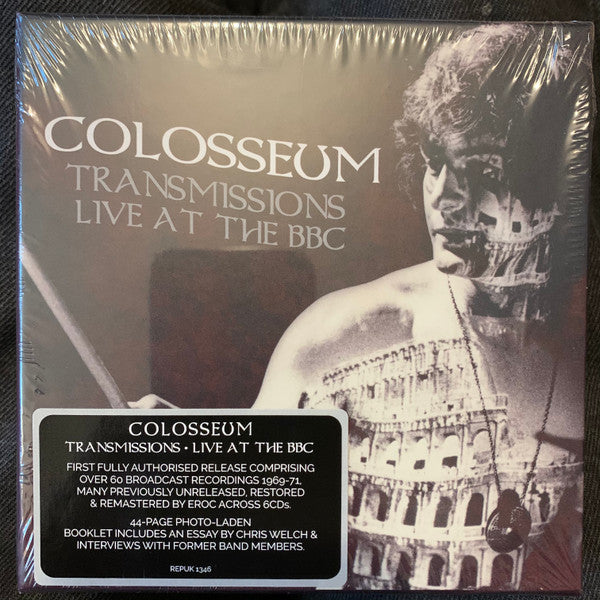 COLOSSEUM
TRANSMISSIONS
LIVE AT THE BBC
COLOSSEUM
TRANSMISSIONS • LIVE AT THE BBC
FIRST FULLY AUTHORISED RELEASE COMPRISING
OVER 60 BROADCAST RECORDINGS 1969-71,
MANY PREVIOUSLY UNRELEASED, RESTORED
& REMASTERED BY EROC ACROSS 6CDs.
44-PAGE PHOTO-LADEN
BOOKLET INCLUDES AN ESSAY BY CHRIS WELCH &
INTERVIEWS WITH FORMER BAND MEMBERS.
REPUK 1346